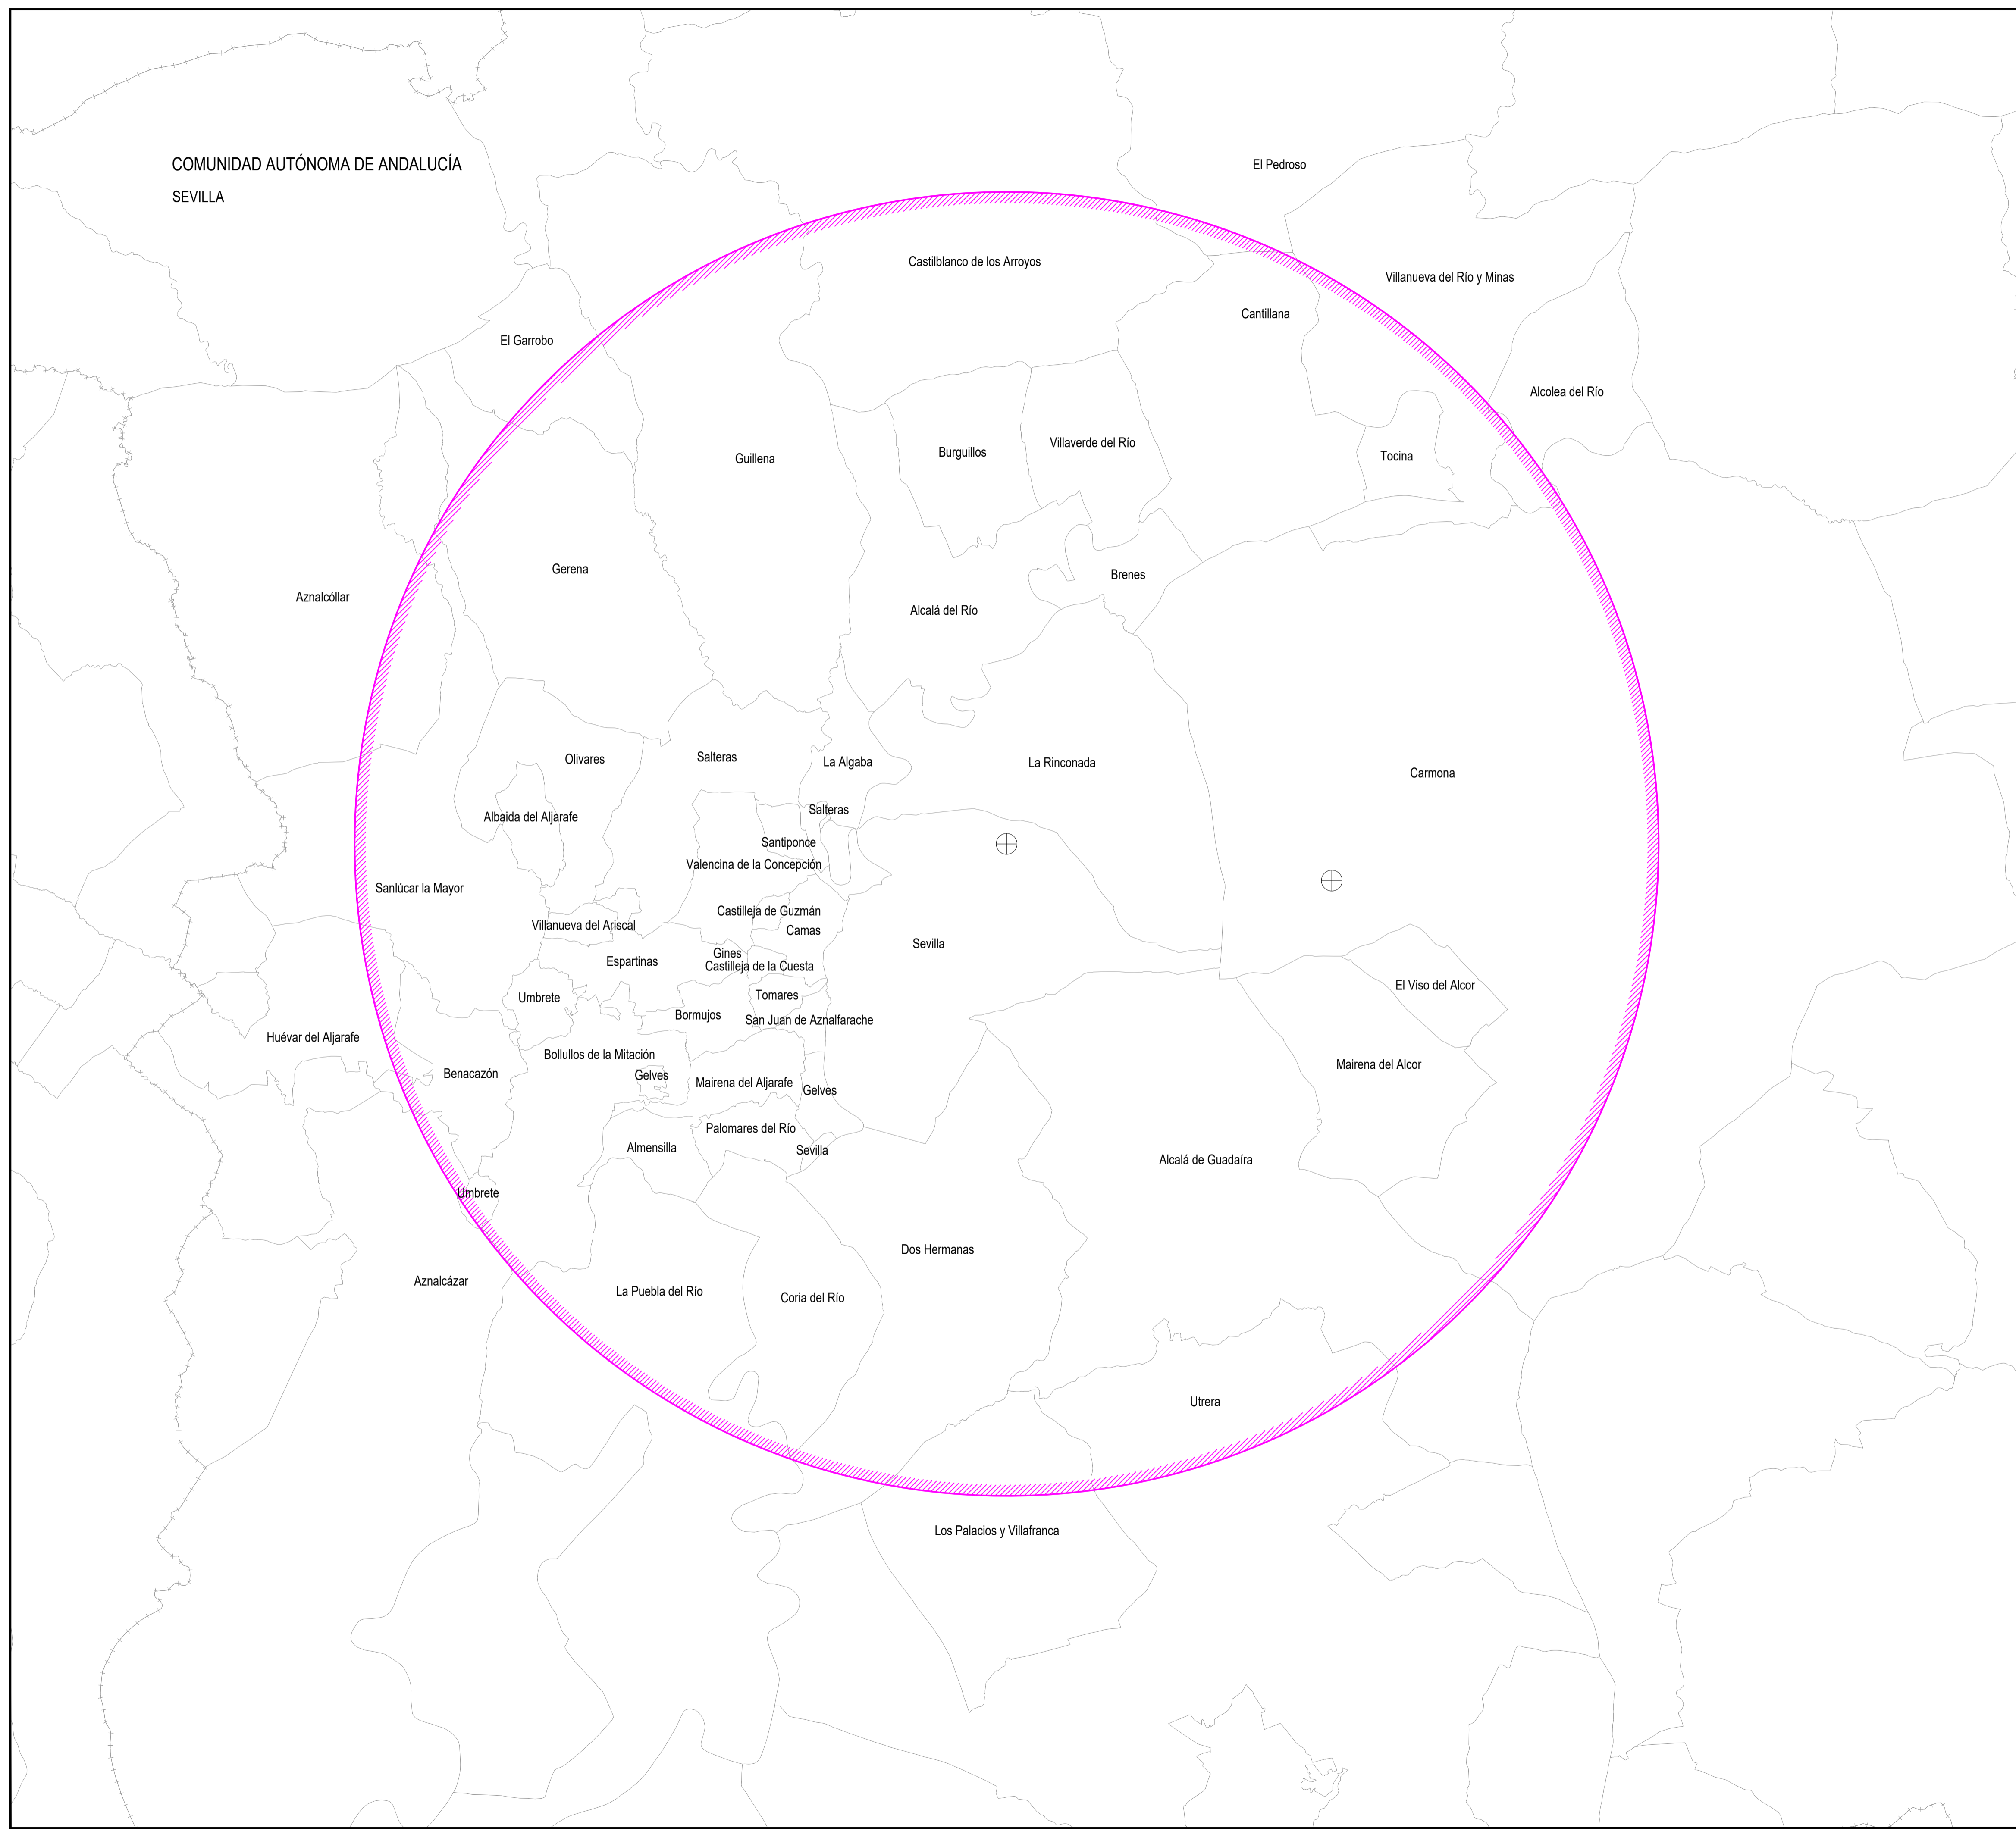 COMUNIDAD AUTÓNOMA DE ANDALUCÍA
SEVILLA
El Pedroso
Castilblanco de los Arroyos
Villanueva del Río y Minas
Cantillana
El Garrobo
Alcolea del Río
Villaverde del Río
Burguillos
Tocina
Guillena
Gerena
Brenes
Aznalcóllar
Alcalá del Río
Olivares
Salteras
La Algaba
La Rinconada
Carmona
Salteras
Albaida del Aljarafe
Santiponce
Valencina de la Concepción
Sanlúcar la Mayor
Castilleja de Guzmán
Villanueva del Ariscal
Camas
Sevilla
Gines
Espartinas
Castilleja de la Cuesta
El Viso del Alcor
Umbrete
Tomares
Bormujos
San Juan de Aznalfarache
Huévar del Aljarafe
Bollullos de la Mitación
Mairena del Alcor
Benacazón
Gelves
Mairena del Aljarafe
Gelves
Palomares del Río
Almensilla
Sevilla
Alcalá de Guadaíra
Umbrete
Dos Hermanas
Aznalcázar
La Puebla del Río
Coria del Río
Utrera
Los Palacios y Villafranca